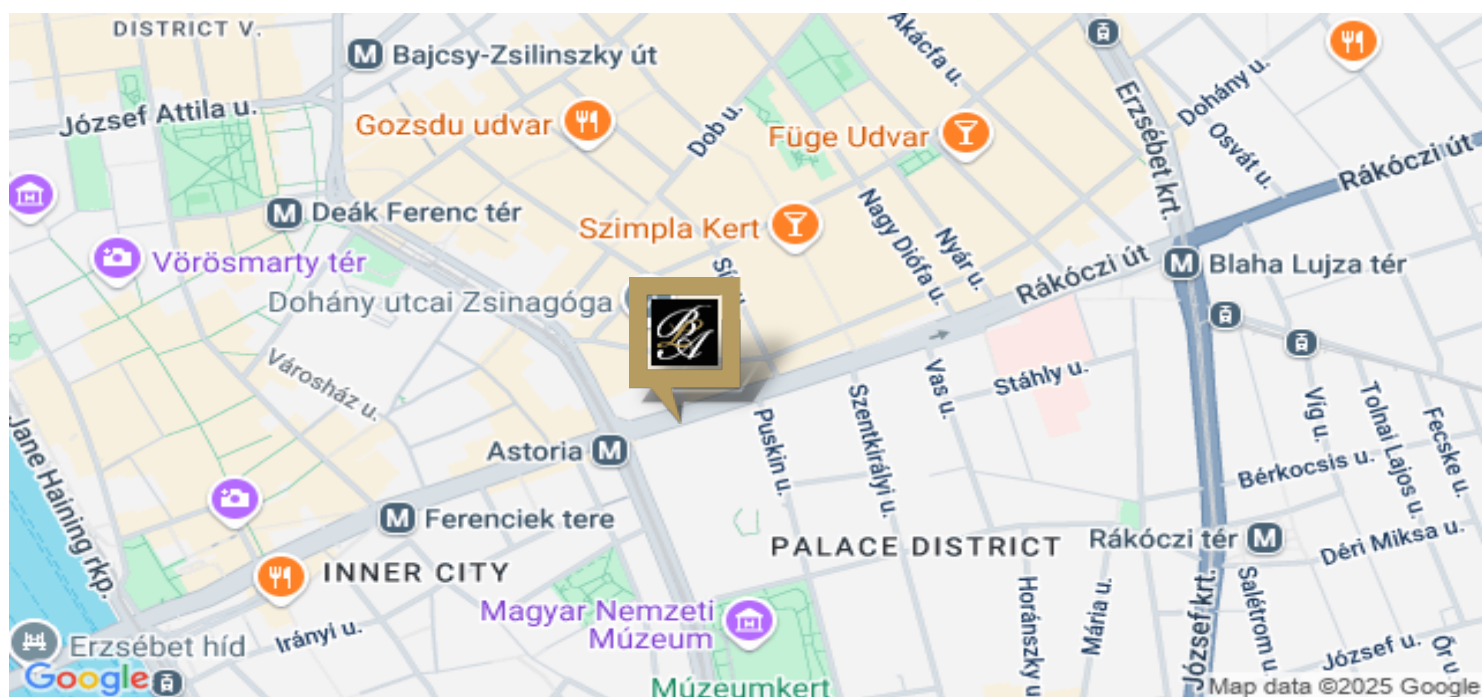 DISTRICT V.
Bajcsy-Zsilinszky út
Akácfa u.
József Attila u.
Gozsdu udvar
Dob u.
Füge Udvar
Erzsébet krt.
Dohány u.
Osvát u.
Rákóczi út
Deák Ferenc tér
Szimpla Kert
Nagy Diófa u.
Nyár u.
Vörösmarty tér
Rákóczi út
Blaha Lujza tér
Dohány utcai Zsinagóga
Városház u.
Vas u.
Stáhly u.
Astoria
Puskin u.
Szentkirályi u.
Víg u.
Tolnai Lajos u.
Fecske u.
Bérkocsis u.
Jane Haining rkp.
Ferenciek tere
PALACE DISTRICT
Rákóczi tér
Déri Miksa u.
INNER CITY
Magyar Nemzeti
Múzeum
Horánszky u
Mária u.
József krt.
Salétrom u
József u.
Őr u
Irányi u.
Erzsébet híd
Google
Múzeumkert
Map data ©2025 Google